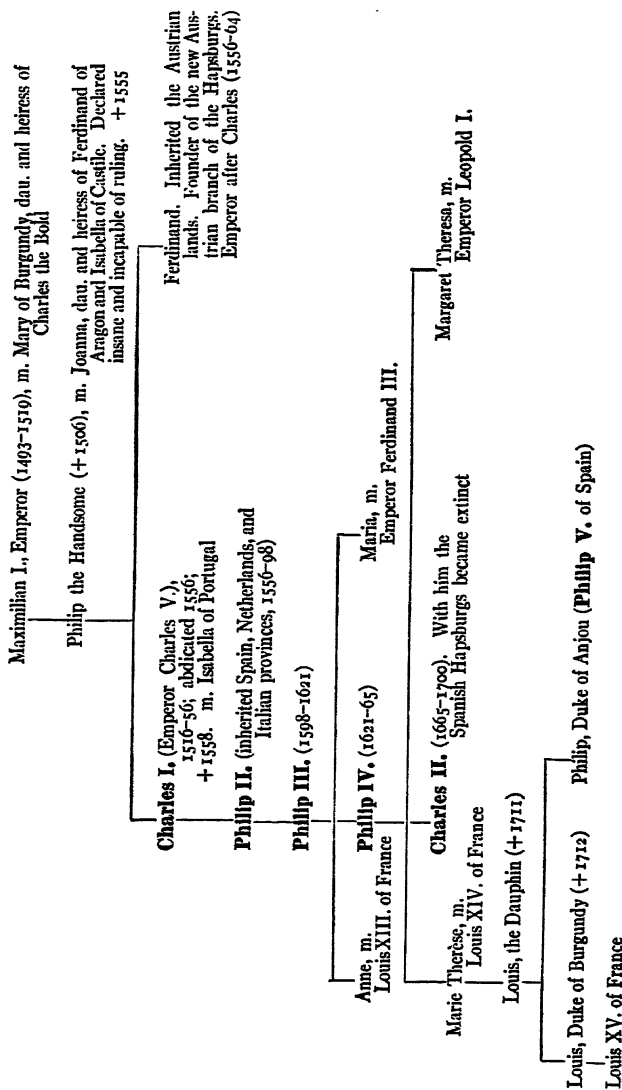 Maximilian I., Emperor (1493–1519), m. Mary of Burgundy, dau. and heiress of
Charles the Bold
Philip the Handsome (+1506), m. Joanna, dau. and heiress of Ferdinand of
Aragon and Isabella of Castile. Declared
insane and incapable of ruling. +1555
Charles I. (Emperor Charles V.),
1516–56; abdicated 1556;
+1558. m. Isabella of Portugal
Ferdinand. Inherited the Austrian
lands. Founder of the new Aus-
trian branch of the Hapsburgs.
Emperor after Charles (1556–64)
Philip II. (inherited Spain, Netherlands, and
Italian provinces, 1556–98)
Philip III. (1598–1621)
Anne, m.
Louis XIII. of France
Philip IV. (1621–65)
Maria, m.
Emperor Ferdinand III.
Marie Therèse, m.
Louis XIV. of France
Charles II. (1665–1700). With him the
Spanish Hapsburgs became extinct
Margaret Theresa, m.
Emperor Leopold I.
Louis, the Dauphin (+1711)
Louis, Duke of Burgundy (+1712)
Philip, Duke of Anjou (Philip V. of Spain)
Louis XV. of France